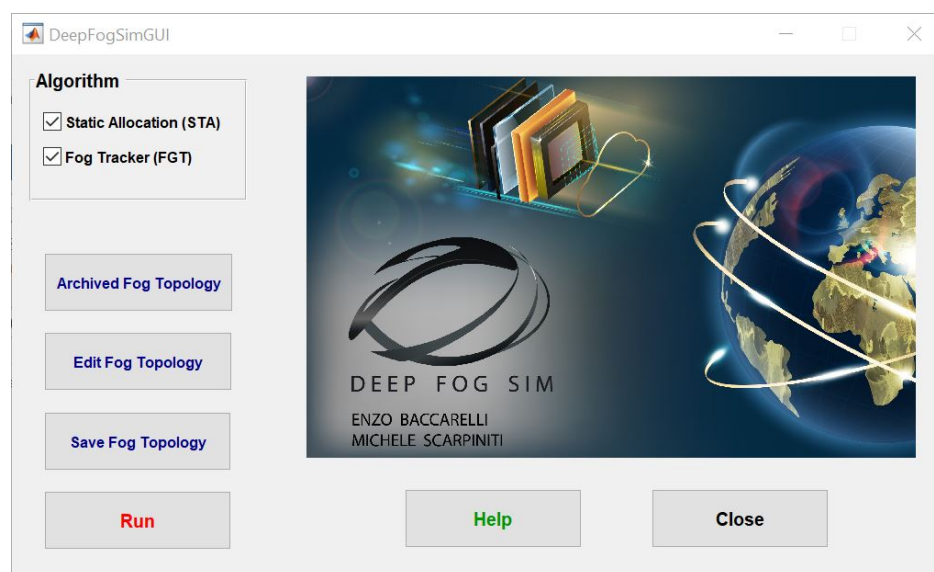 DeepFogSimGUI
Algorithm
Static Allocation (STA)
Fog Tracker (FGT)
Archived Fog Topology
Edit Fog Topology
Save Fog Topology
Run
DEEP FOG SIM
ENZO BACCARELLI
MICHELE SCARPINITI
Help
Close